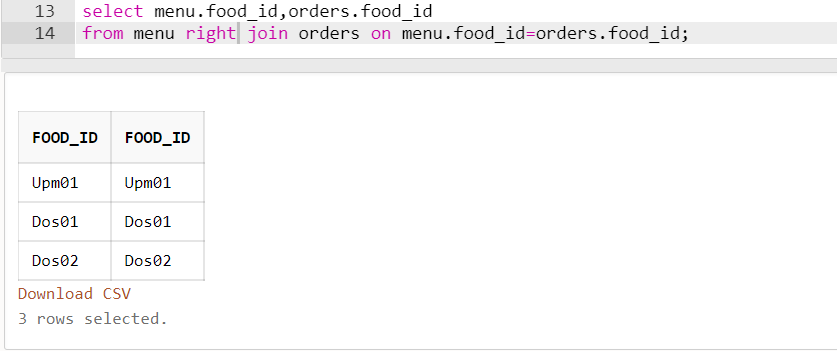 13 select menu.food_id,orders.food_id
14 from menu right join orders on menu.food_id=orders.food_id;
FOOD_ID FOOD_ID
Upm01 Upm01
Dos01 Dos01
Dos02 Dos02
Download CSV
3 rows selected.